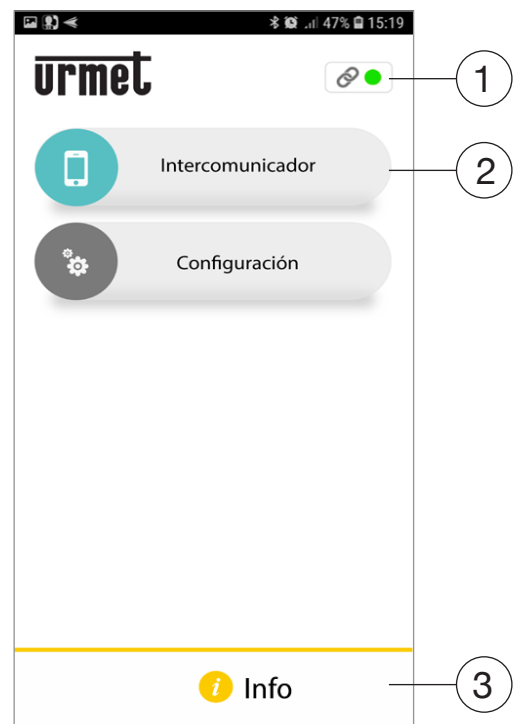 47% 15:19
urmet
1
Intercomunicador
2
Configuración
Info
3